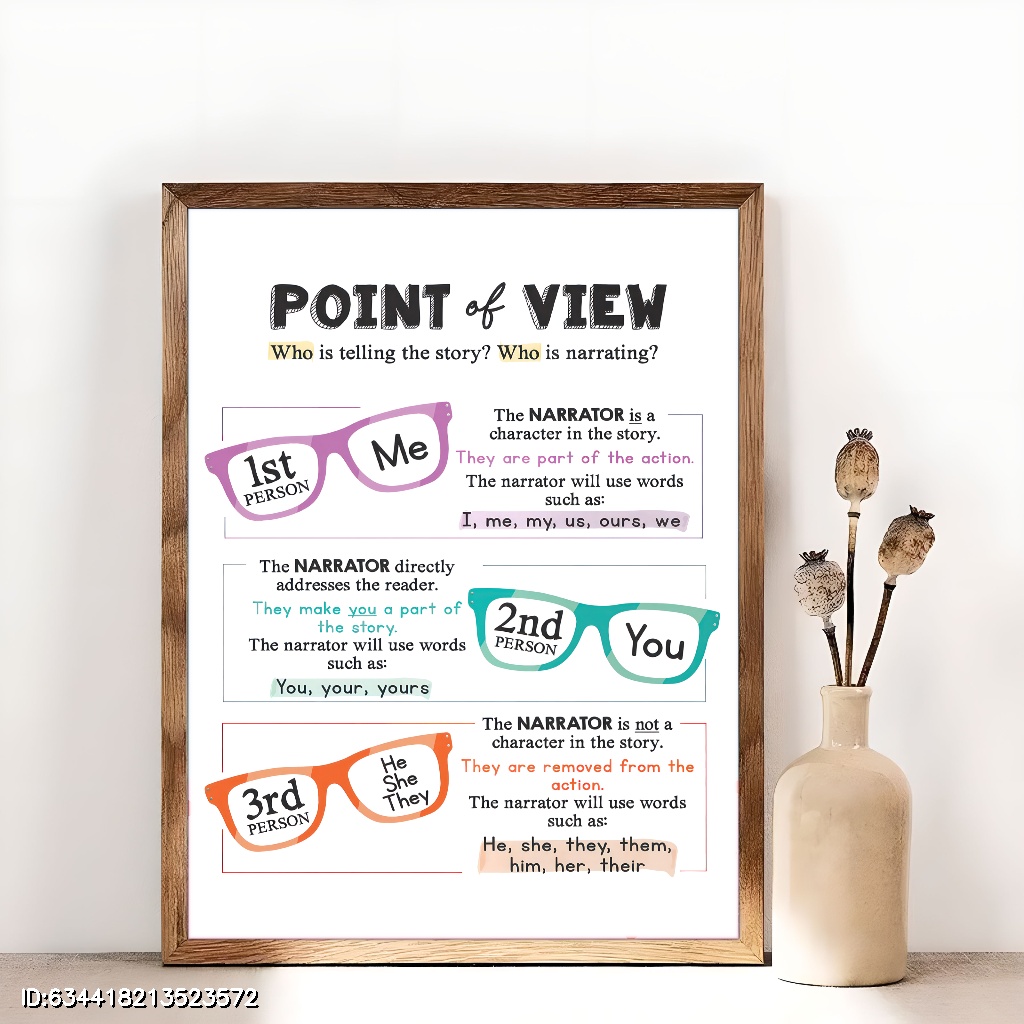 POINT of VIEW
Who is telling the story? Who is narrating?
1st
PERSON
Me
The NARRATOR is a
character in the story.
They are part of the action.
The narrator will use words
such as:
I, me, my, us, ours, we
The NARRATOR directly
addresses the reader.
They make you a part of
the story.
The narrator will use words
such as:
You, your, yours
2nd
PERSON
You
3rd
PERSON
He
She
They
The NARRATOR is not a
character in the story.
They are removed from the
action.
The narrator will use words
such as:
He, she, they, them,
him, her, their
ID:634418213523572